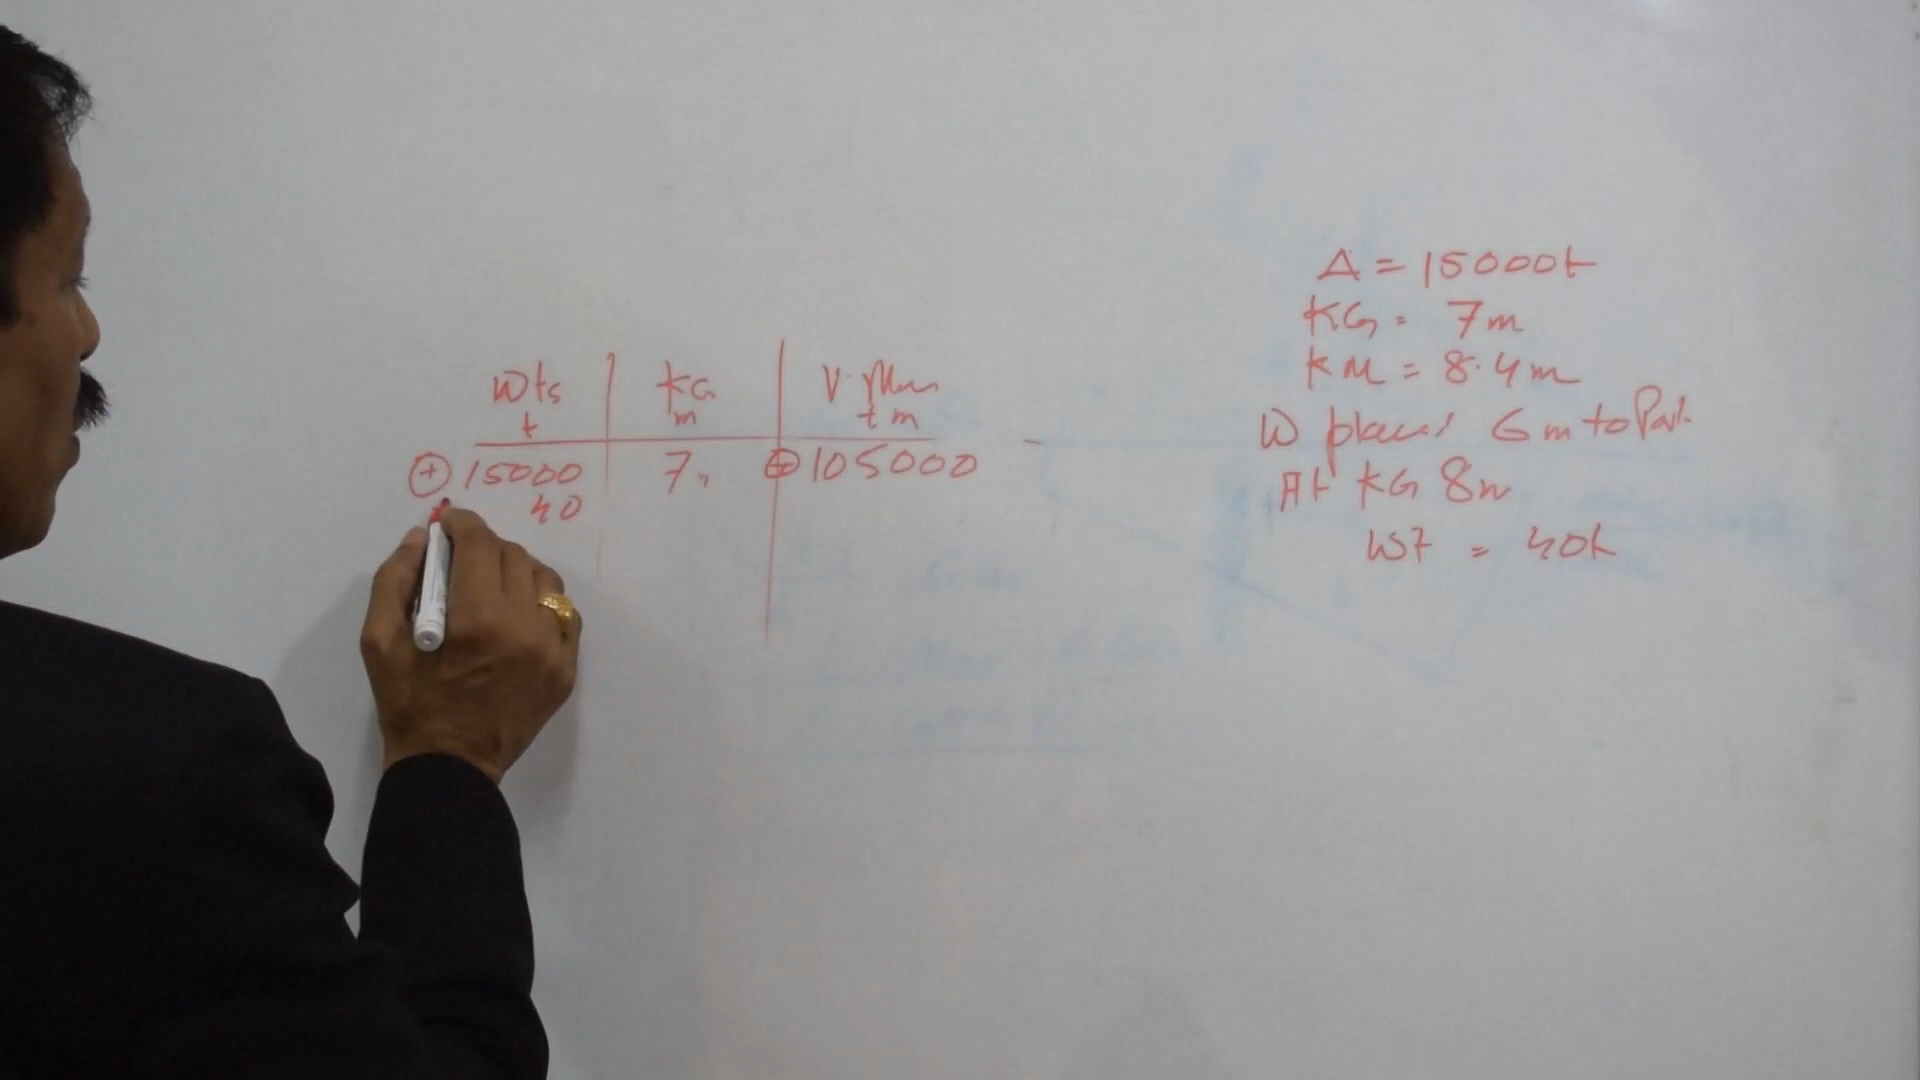 Wts | KG | V. Mom
t | m | t m
⊕ 15000 | 7 | ⊕ 105000
40
Δ = 15000t
KG = 7m
KM = 8.4m
W placed 6m to Port
At KG 8m
Wt = 40t